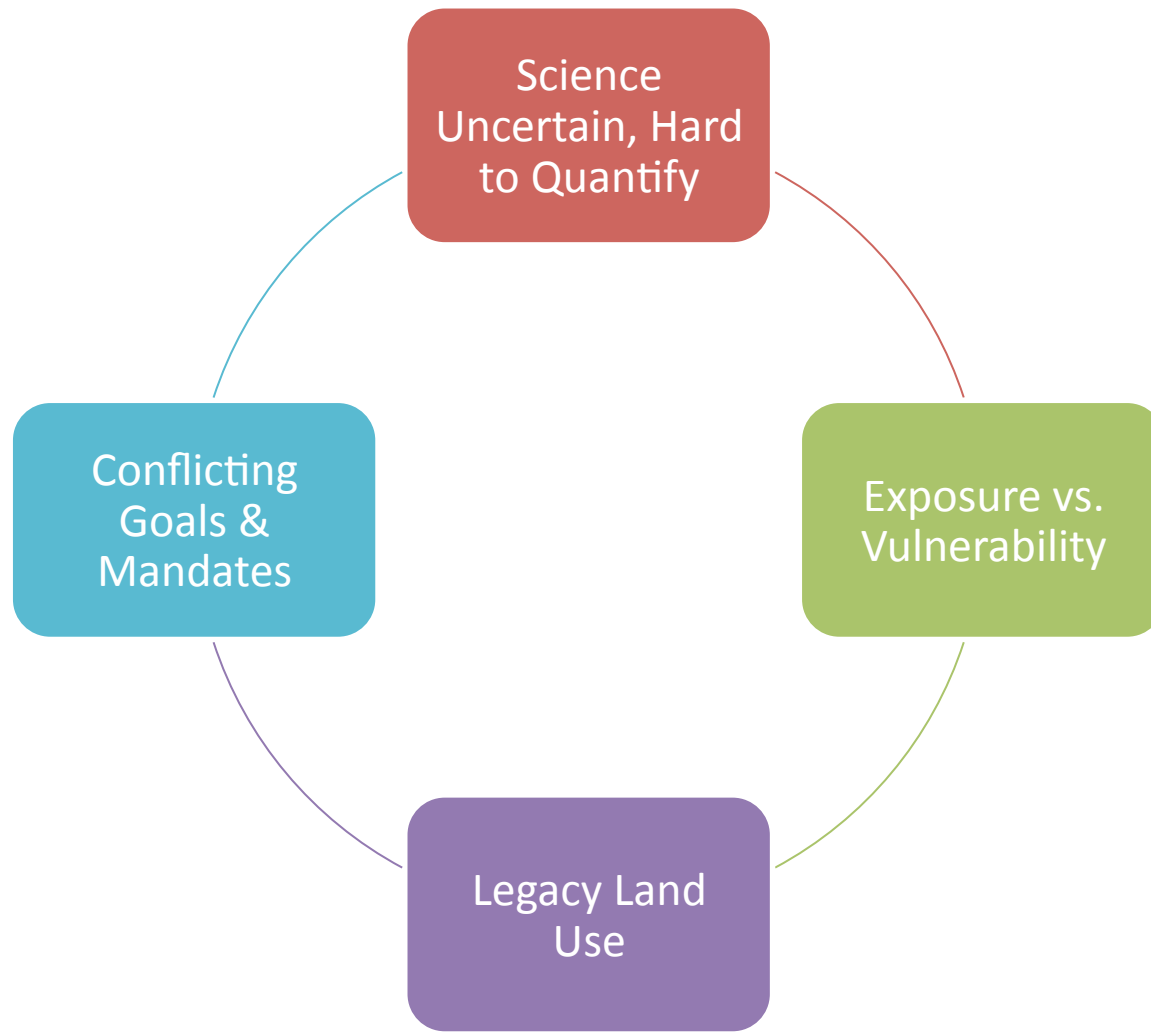 Science
Uncertain, Hard
to Quantify
Exposure vs.
Vulnerability
Legacy Land
Use
Conflicting
Goals &
Mandates